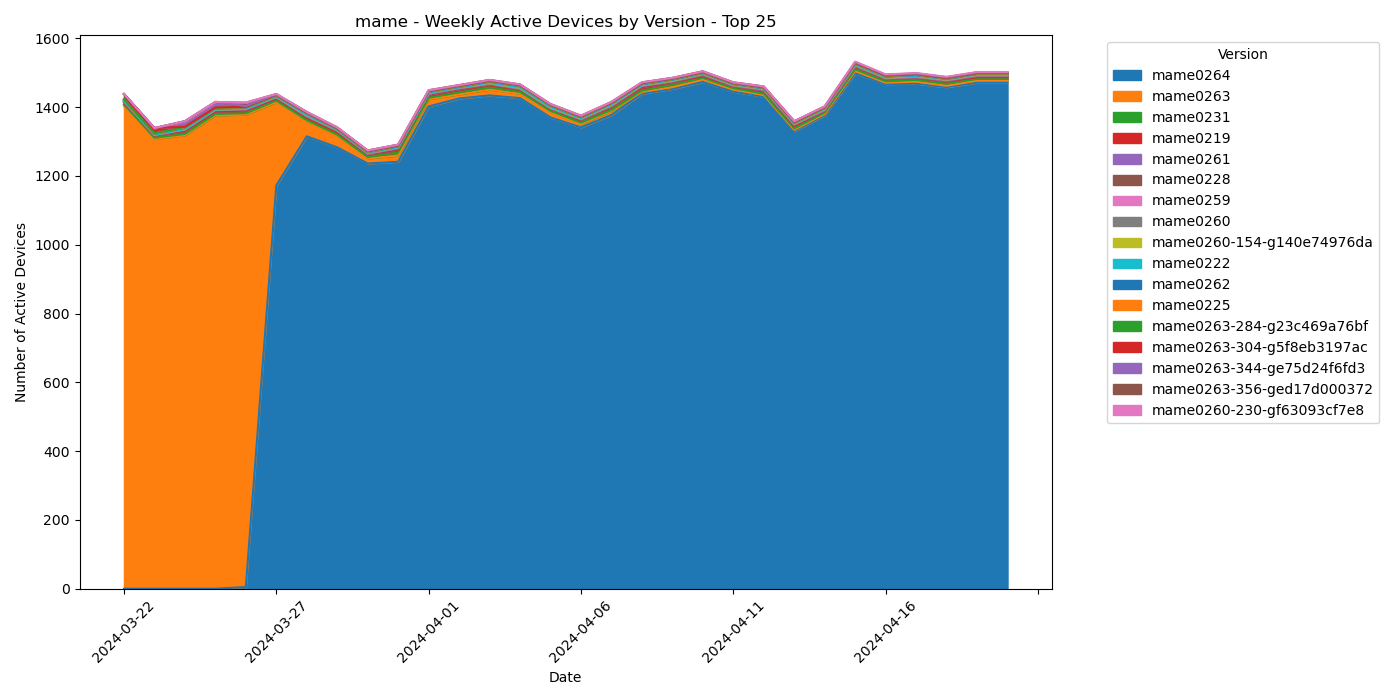 mame - Weekly Active Devices by Version - Top 25
1600
1400
1200
1000
800
600
400
200
0
Number of Active Devices
2024-03-22
2024-03-27
2024-04-01
2024-04-06
2024-04-11
2024-04-16
Date
Version
mame0264
mame0263
mame0231
mame0219
mame0261
mame0228
mame0259
mame0260
mame0260-154-g140e74976da
mame0222
mame0262
mame0225
mame0263-284-g23c469a76bf
mame0263-304-g5f8eb3197ac
mame0263-344-ge75d24f6fd3
mame0263-356-ged17d000372
mame0260-230-gf63093cf7e8